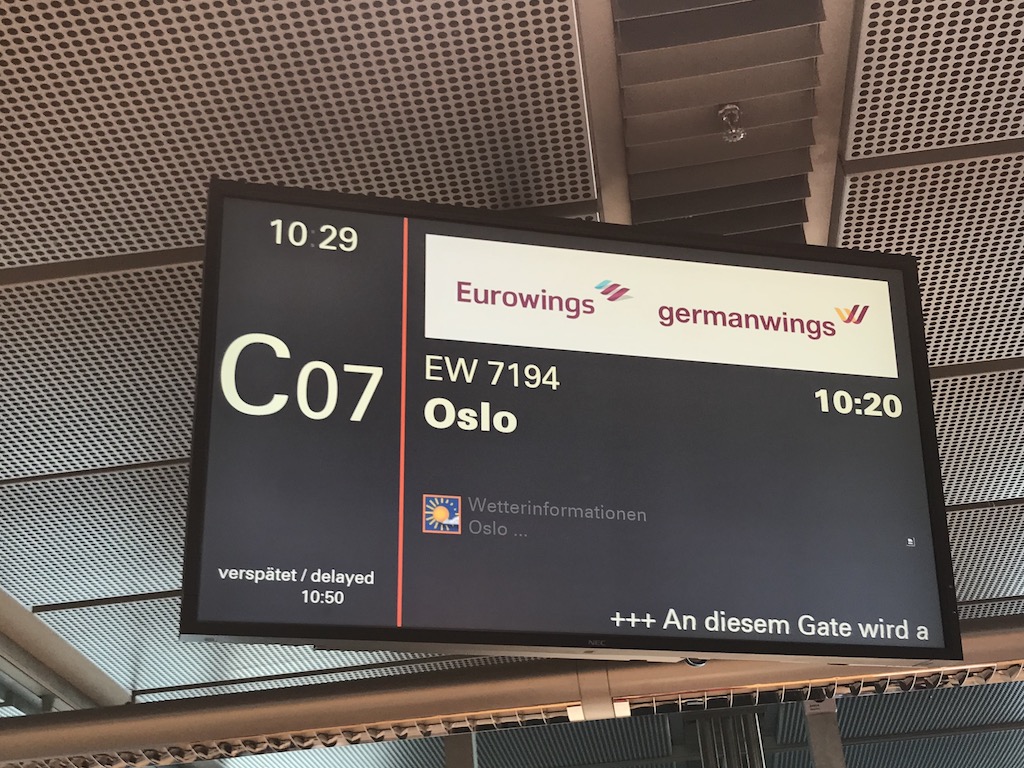 10:29
Eurowings germanwings
C07
EW 7194
10:20
Oslo
Wetterinformationen
Oslo ...
verspätet / delayed
10:50
+++ An diesem Gate wird a
NEC